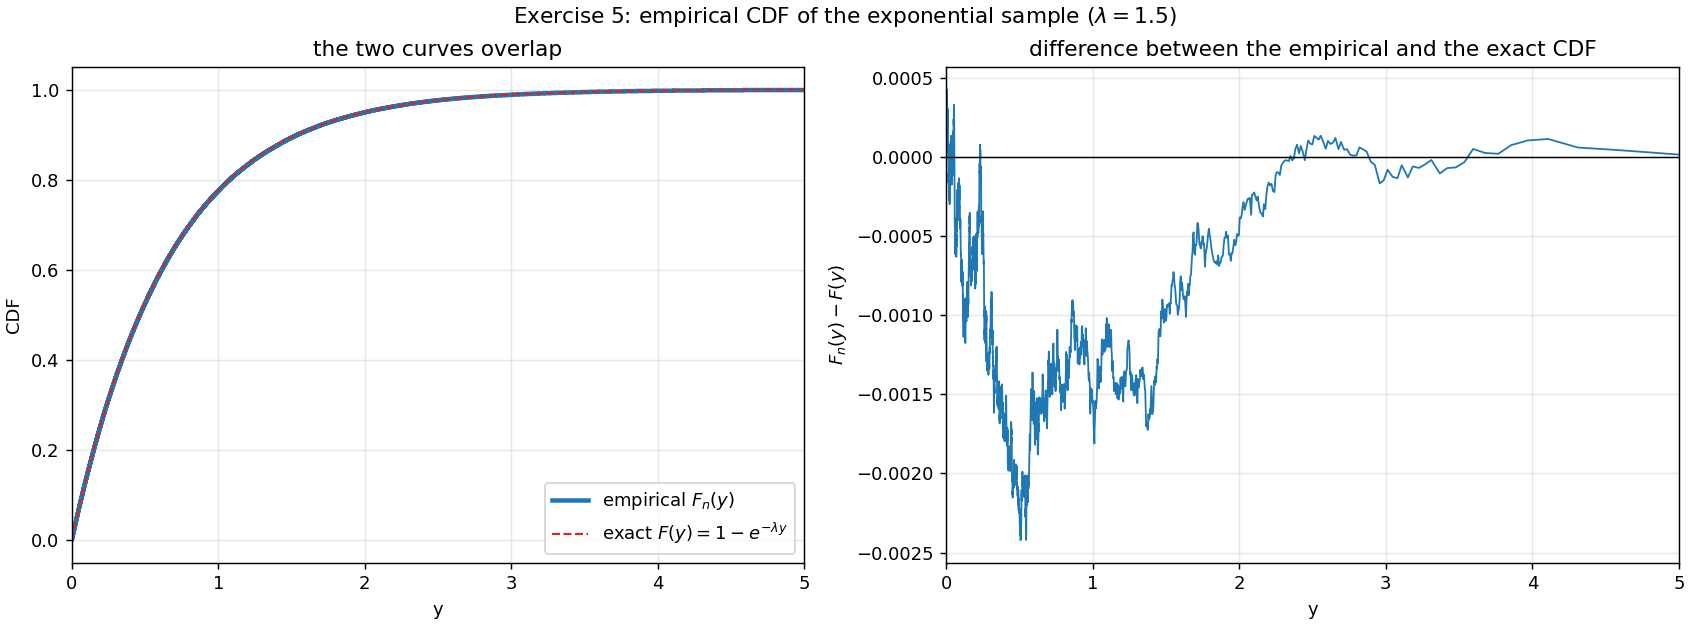 Exercise 5: empirical CDF of the exponential sample (λ = 1.5)
the two curves overlap
CDF
1.0
0.8
0.6
0.4
0.2
0.0
empirical Fₙ(y)
exact F(y) = 1 − e^{−λy}
0 1 2 3 4 5
y
difference between the empirical and the exact CDF
Fₙ(y) − F(y)
0.0005
0.0000
−0.0005
−0.0010
−0.0015
−0.0020
−0.0025
0 1 2 3 4 5
y